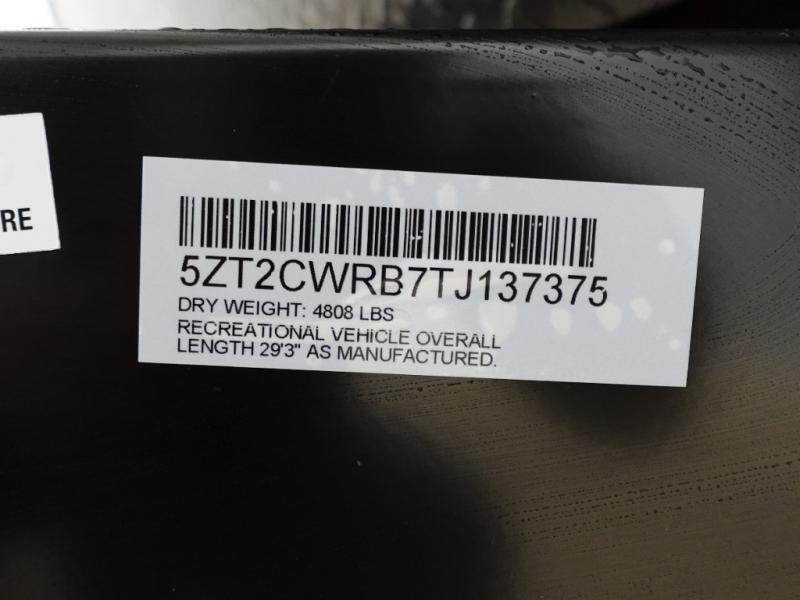 RE
5ZT2CWRB7TJ137375
DRY WEIGHT: 4808 LBS
RECREATIONAL VEHICLE OVERALL
LENGTH 29'3" AS MANUFACTURED.